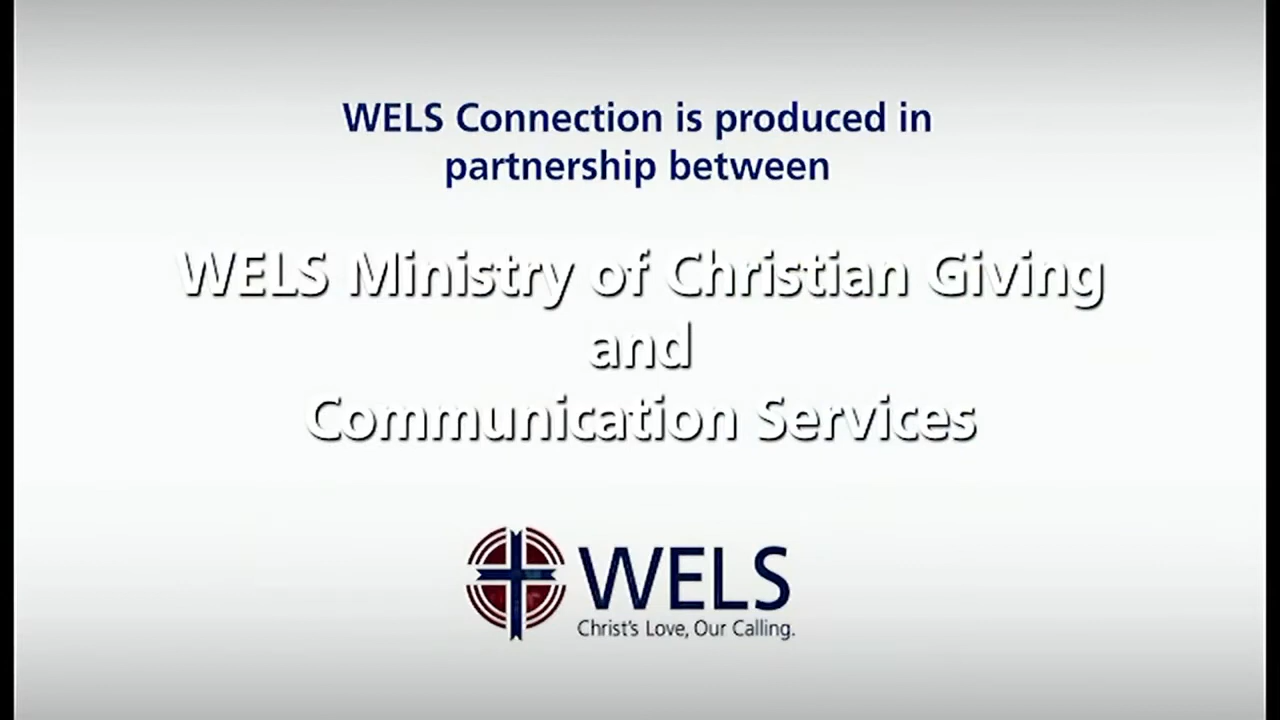 WELS Connection is produced in
partnership between
WELS Ministry of Christian Giving
and
Communication Services
WELS
Christ's Love, Our Calling.